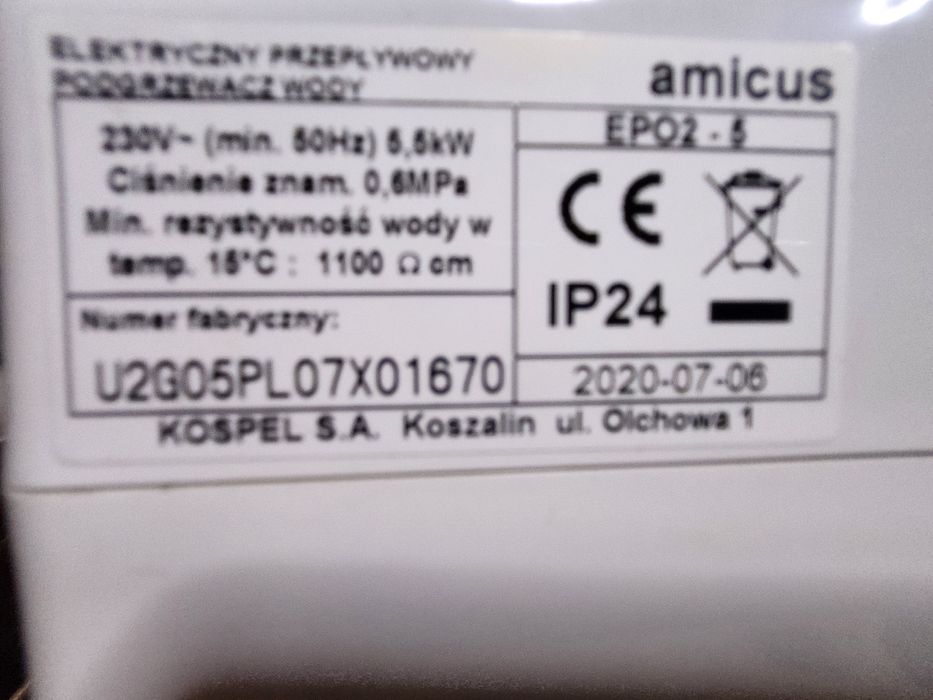 ELEKTRYCZNY PRZEPŁYWOWY
PODGRZEWACZ WODY
amicus
230V~ (min. 50Hz) 5,5kW
Ciśnienie znam. 0,6MPa
Min. rezystywność wody w
temp. 15°C : 1100 Ω cm
EPO2 - 5
CE
IP24
Numer fabryczny:
U2G05PL07X01670
2020-07-06
KOSPEL S.A. Koszalin ul. Olchowa 1